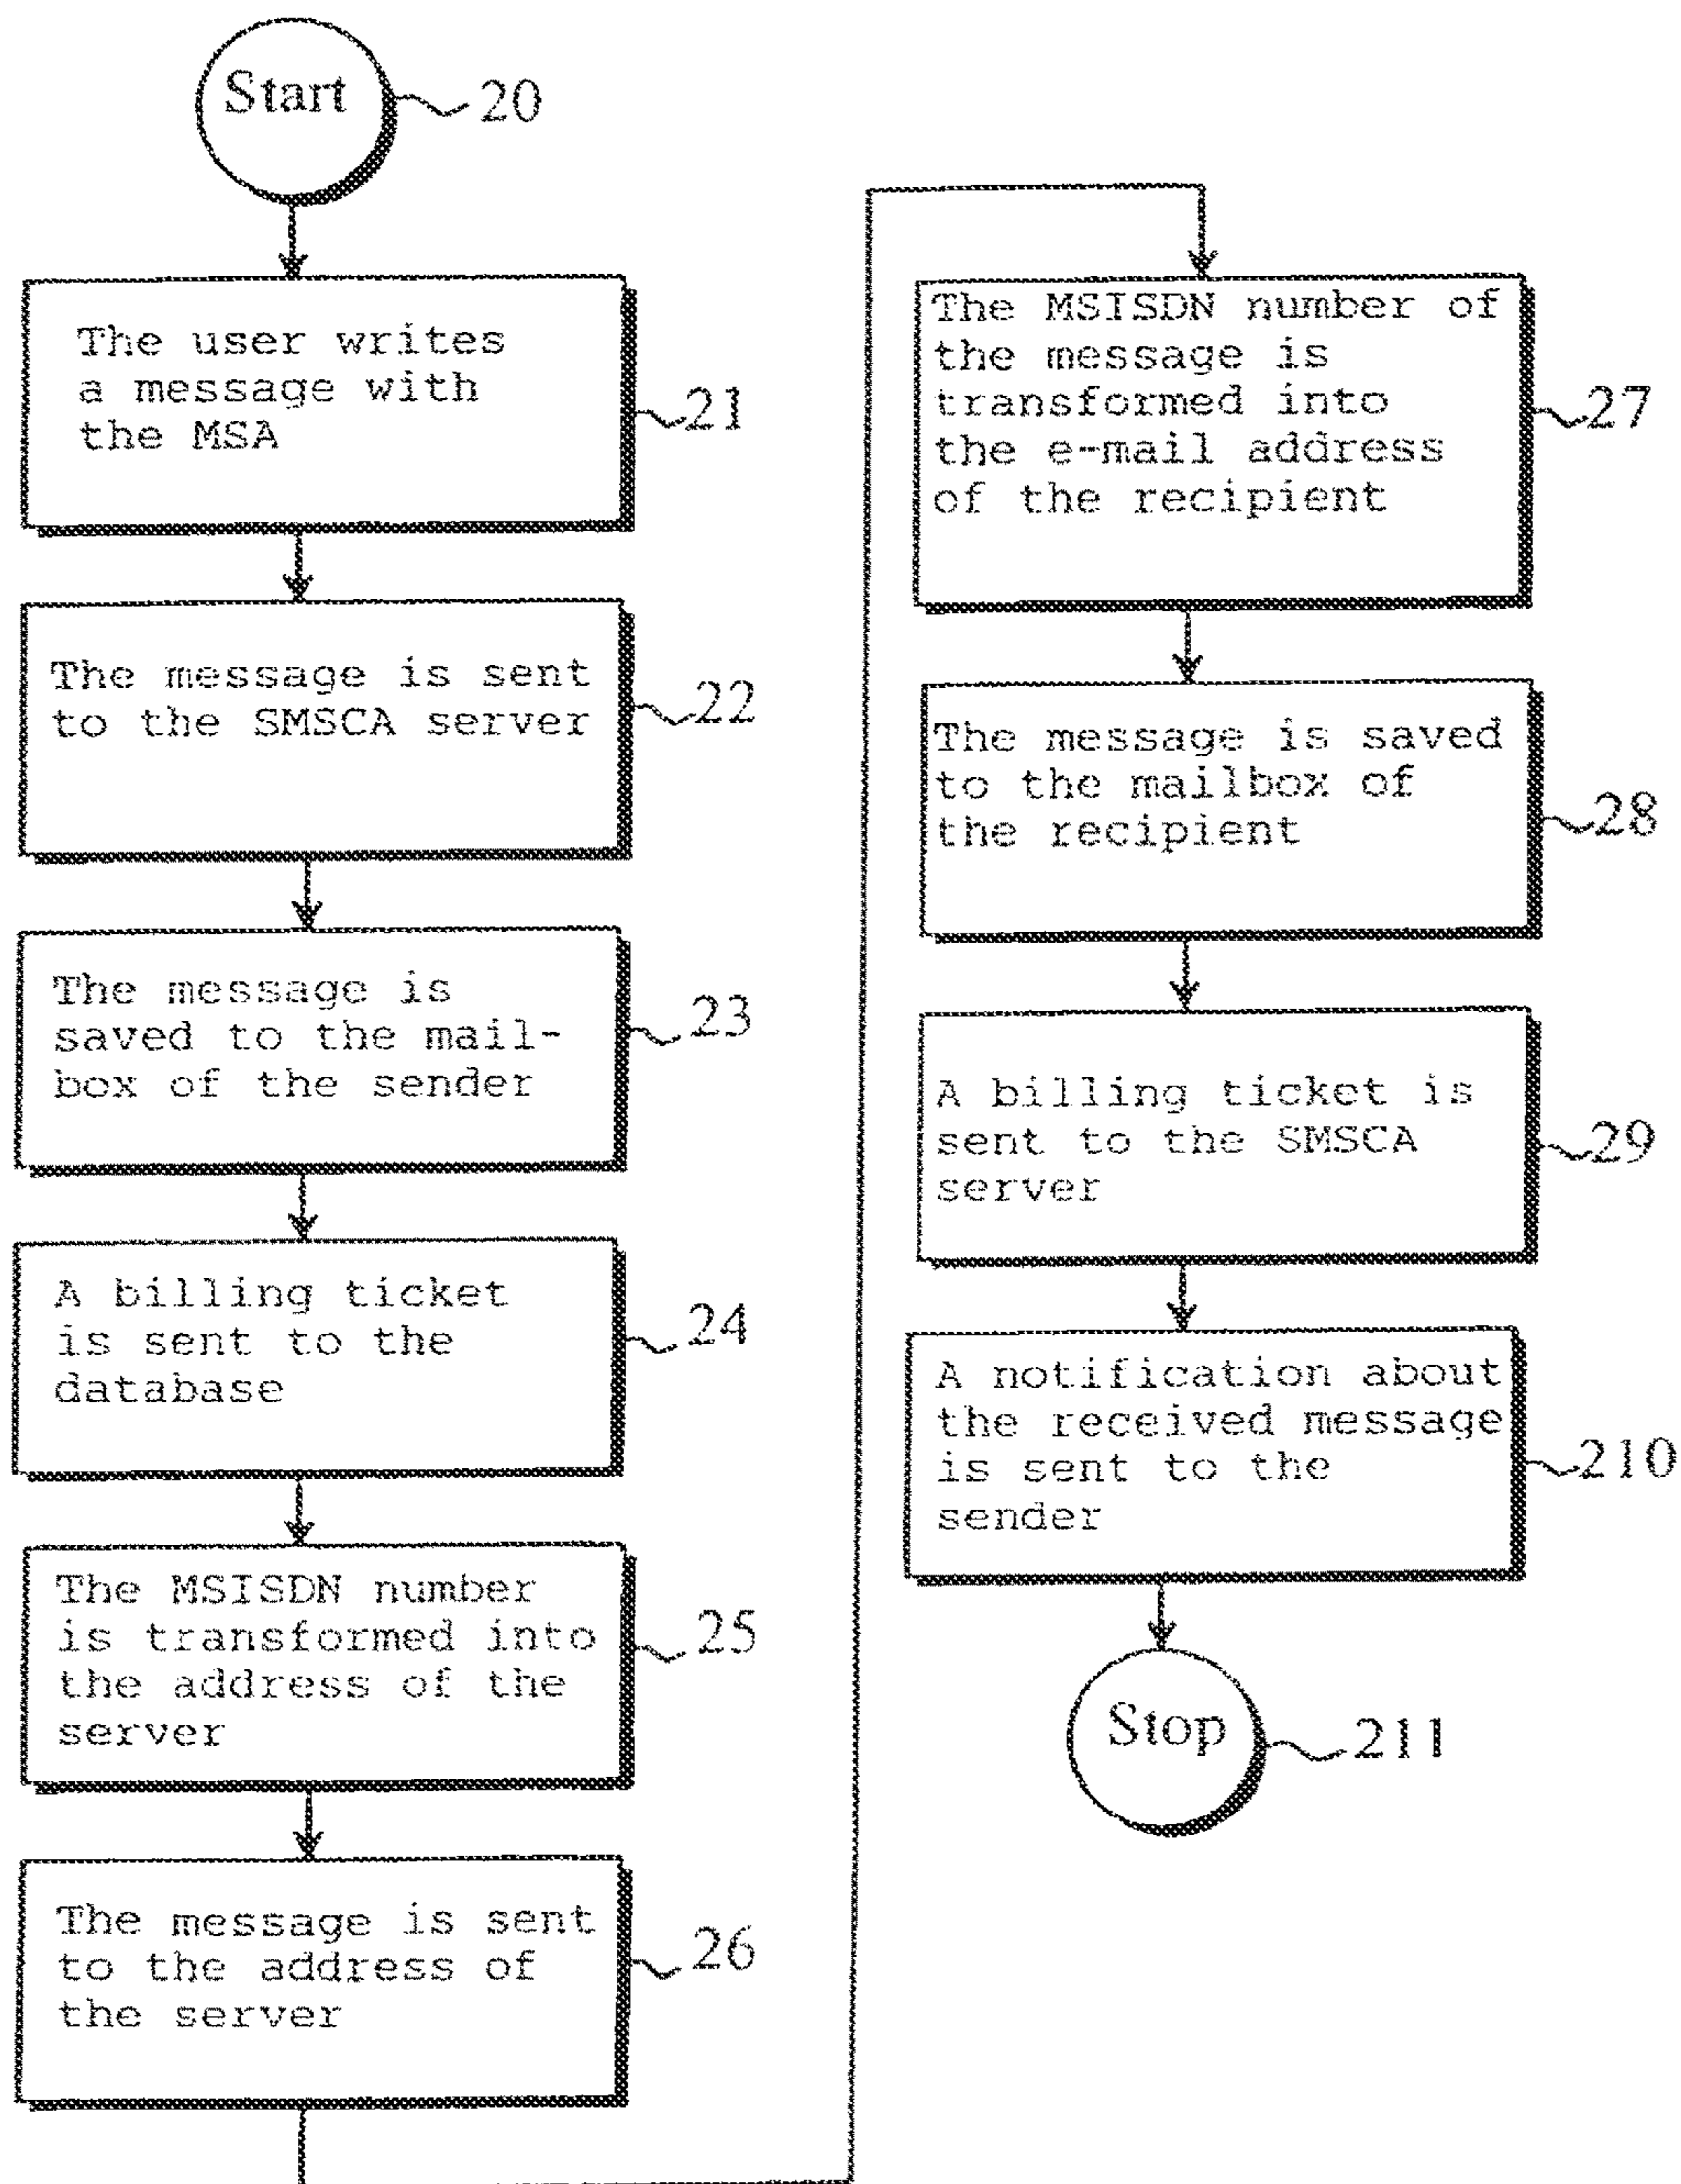 Start
20
The user writes
a message with
the MSA
21
The message is sent
to the SMSCA server
22
The message is
saved to the mail-
box of the sender
23
A billing ticket
is sent to the
database
24
The MSISDN number
is transformed into
the address of the
server
25
The message is sent
to the address of
the server
26
The MSISDN number of
the message is
transformed into
the e-mail address
of the recipient
27
The message is saved
to the mailbox of
the recipient
28
A billing ticket is
sent to the SMSCA
server
29
A notification about
the received message
is sent to the
sender
210
Stop
211